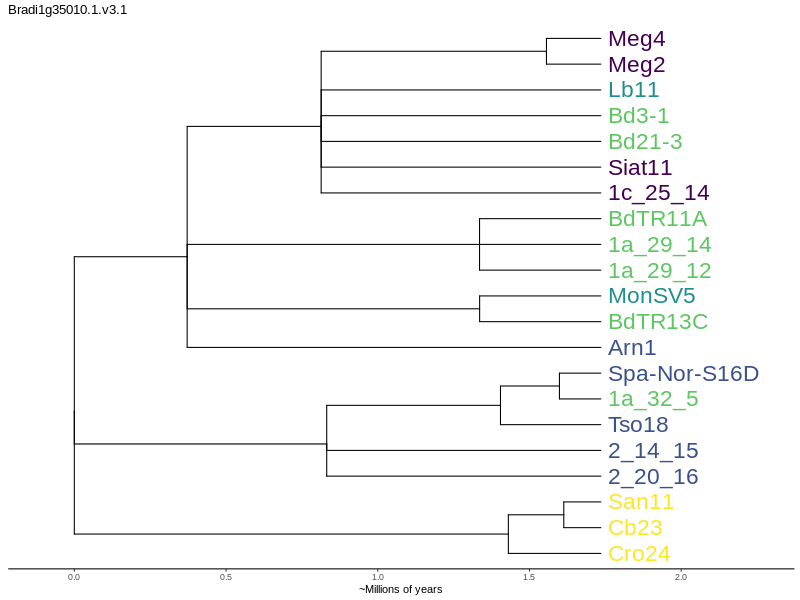 Bradi1g35010.1.v3.1
Meg4
Meg2
Lb11
Bd3-1
Bd21-3
Siat11
1c_25_14
BdTR11A
1a_29_14
1a_29_12
MonSV5
BdTR13C
Arn1
Spa-Nor-S16D
1a_32_5
Tso18
2_14_15
2_20_16
San11
Cb23
Cro24
0.0 0.5 1.0 1.5 2.0
~Millions of years